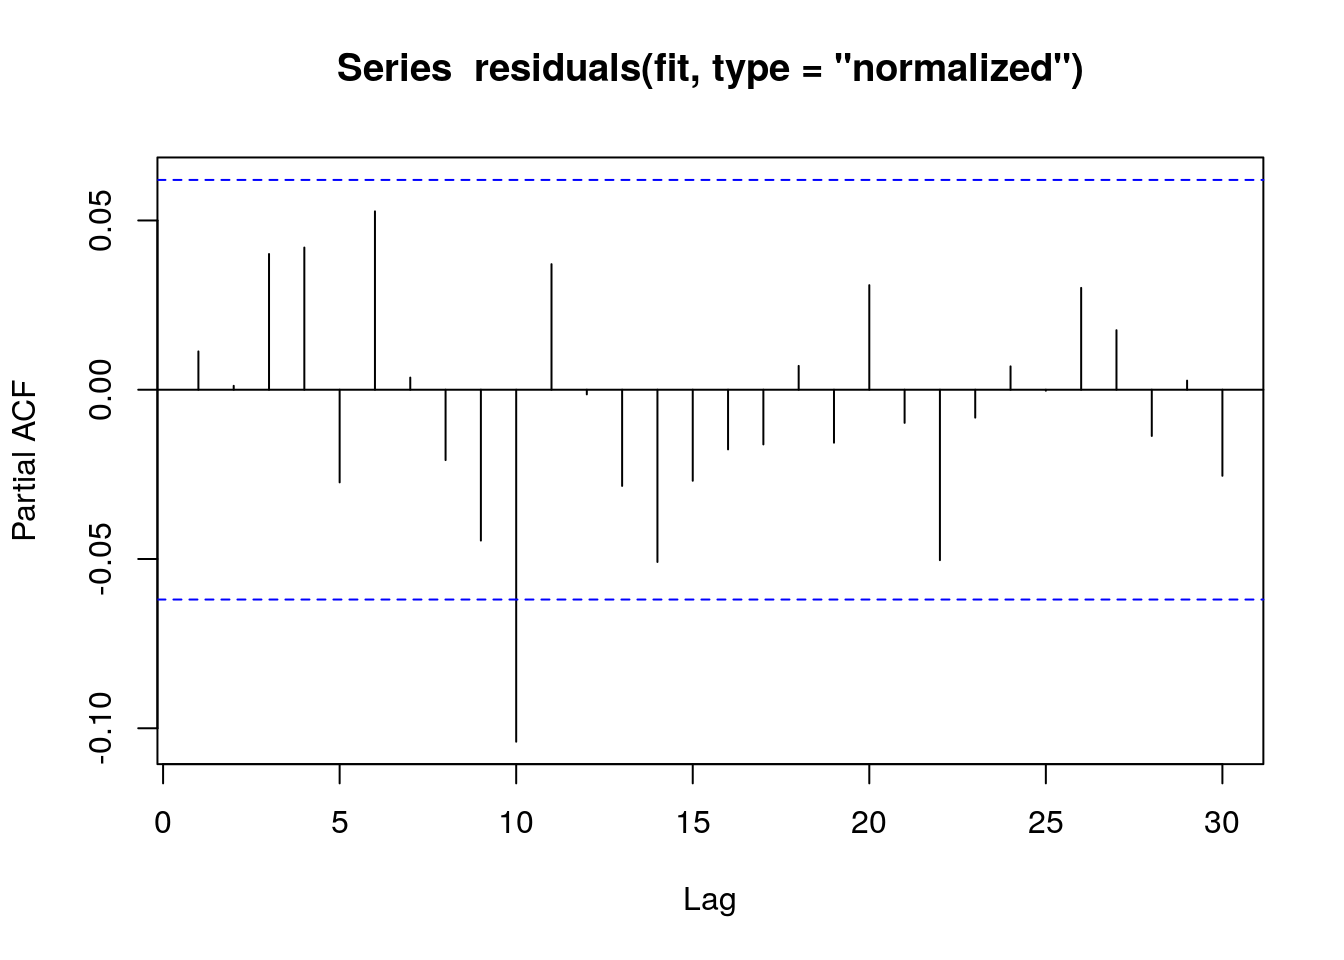 Series  residuals(fit, type = "normalized")
Partial ACF
0.05
0.00
-0.05
-0.10
0 5 10 15 20 25 30
Lag